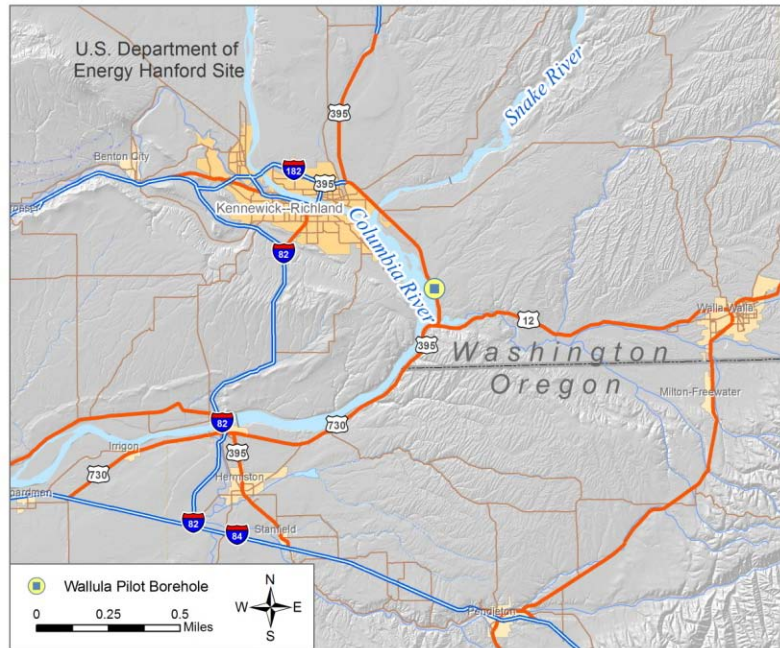 U.S. Department of
Energy Hanford Site
395
Snake River
Benton City
182
395
Kennewick--Richland
Columbia River
82
12
Walla Walla
395
Washington
Oregon
Milton-Freewater
82
730
Irrigon
395
730
Hermiston
82
84
Stanfield
Pendleton
Wallula Pilot Borehole
0 0.25 0.5
Miles
N
W E
S